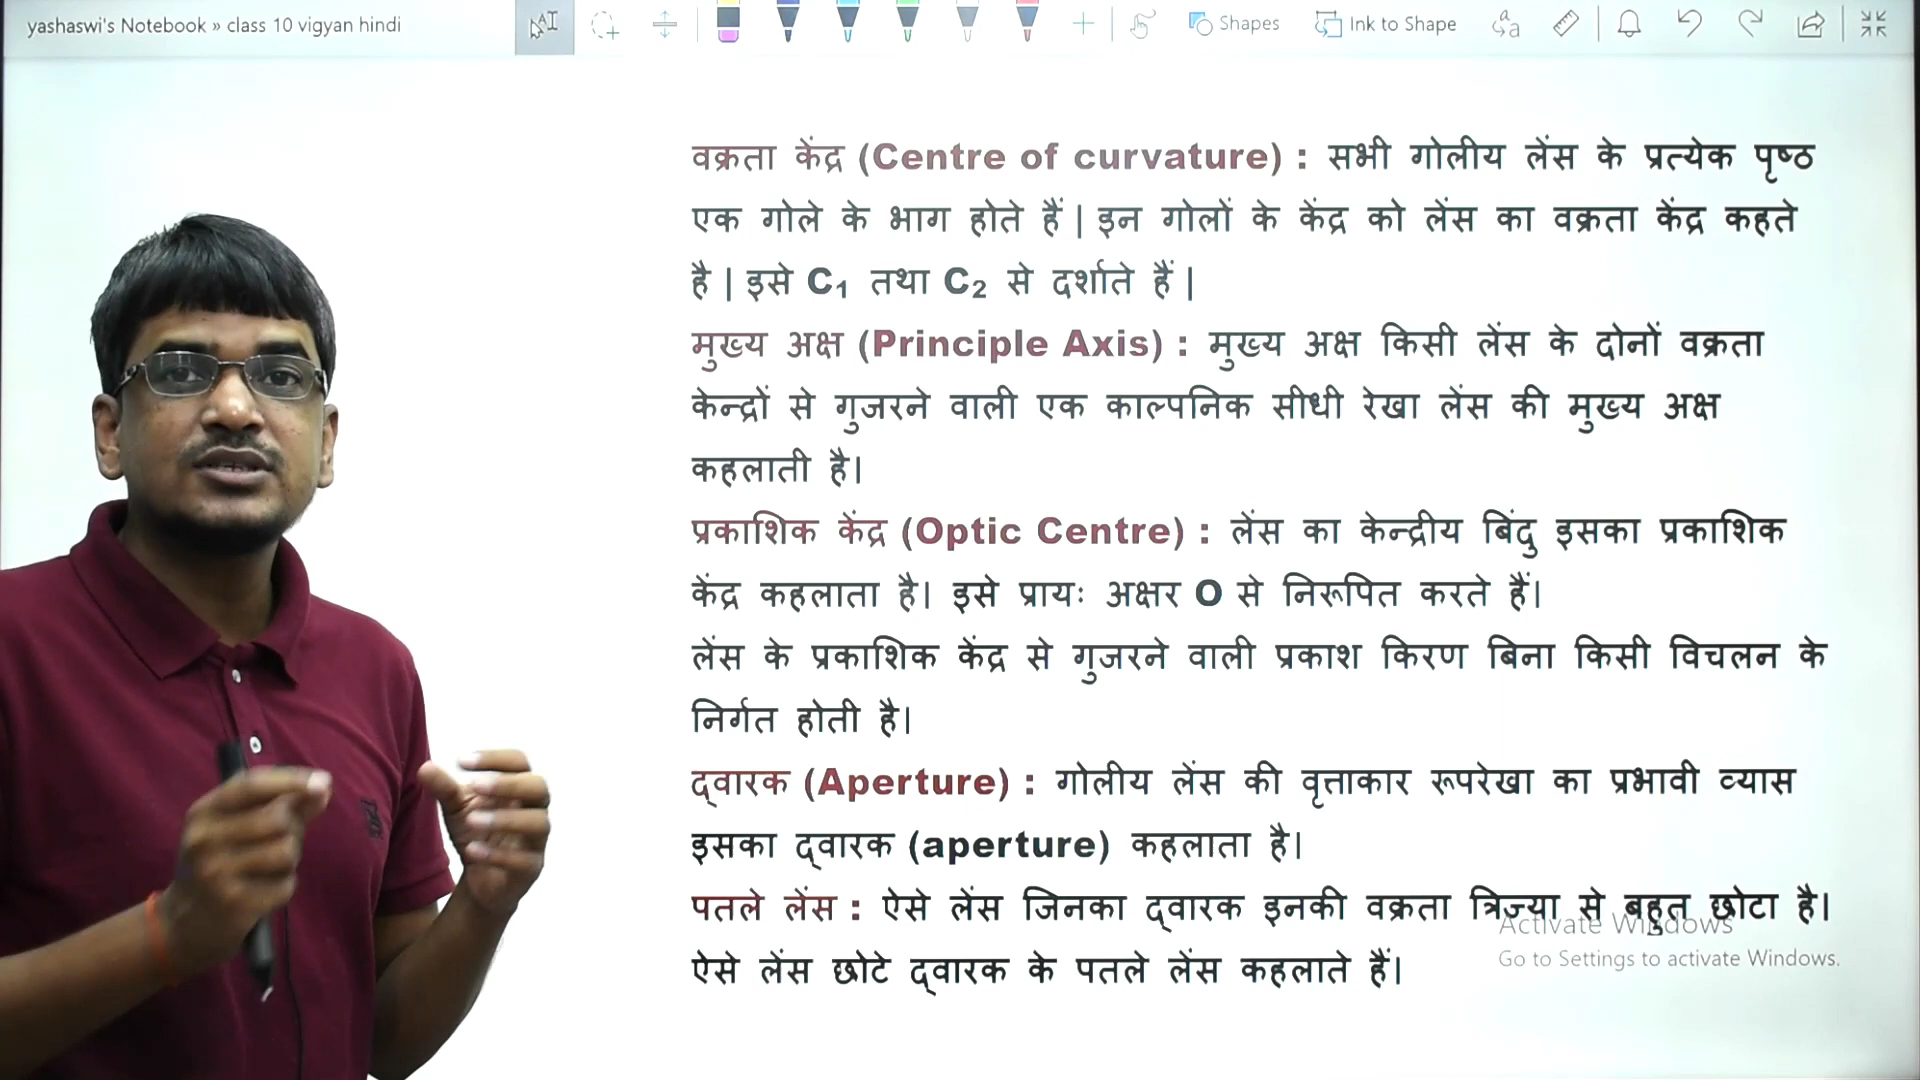 yashaswi's Notebook » class 10 vigyan hindi
Shapes
Ink to Shape
वक्रता केंद्र (Centre of curvature) : सभी गोलीय लेंस के प्रत्येक पृष्ठ
एक गोले के भाग होते हैं | इन गोलों के केंद्र को लेंस का वक्रता केंद्र कहते
है | इसे C₁ तथा C₂ से दर्शाते हैं |
मुख्य अक्ष (Principle Axis) : मुख्य अक्ष किसी लेंस के दोनों वक्रता
केन्द्रों से गुजरने वाली एक काल्पनिक सीधी रेखा लेंस की मुख्य अक्ष
कहलाती है।
प्रकाशिक केंद्र (Optic Centre) : लेंस का केन्द्रीय बिंदु इसका प्रकाशिक
केंद्र कहलाता है। इसे प्रायः अक्षर O से निरूपित करते हैं।
लेंस के प्रकाशिक केंद्र से गुजरने वाली प्रकाश किरण बिना किसी विचलन के
निर्गत होती है।
द्वारक (Aperture) : गोलीय लेंस की वृत्ताकार रूपरेखा का प्रभावी व्यास
इसका द्वारक (aperture) कहलाता है।
पतले लेंस : ऐसे लेंस जिनका द्वारक इनकी वक्रता त्रिज्या से बहुत छोटा है।
ऐसे लेंस छोटे द्वारक के पतले लेंस कहलाते हैं।
Activate Windows
Go to Settings to activate Windows.